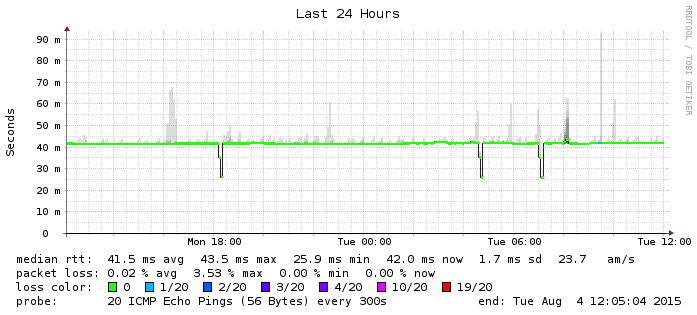 Last 24 Hours
RRDTOOL / TOBI OETIKER
Seconds
90 m
80 m
70 m
60 m
50 m
40 m
30 m
20 m
10 m
0
Mon 18:00 Tue 00:00 Tue 06:00 Tue 12:00
median rtt: 41.5 ms avg 43.5 ms max 25.9 ms min 42.0 ms now 1.7 ms sd 23.7 am/s
packet loss: 0.02 % avg 3.53 % max 0.00 % min 0.00 % now
loss color: 0 1/20 2/20 3/20 4/20 10/20 19/20
probe: 20 ICMP Echo Pings (56 Bytes) every 300s end: Tue Aug 4 12:05:04 2015